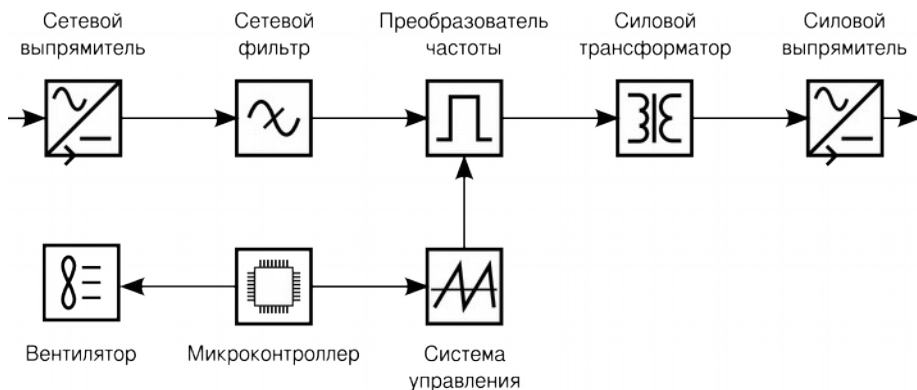 Сетевой
выпрямитель
Сетевой
фильтр
Преобразователь
частоты
Силовой
трансформатор
Силовой
выпрямитель
Вентилятор
Микроконтроллер
Система
управления